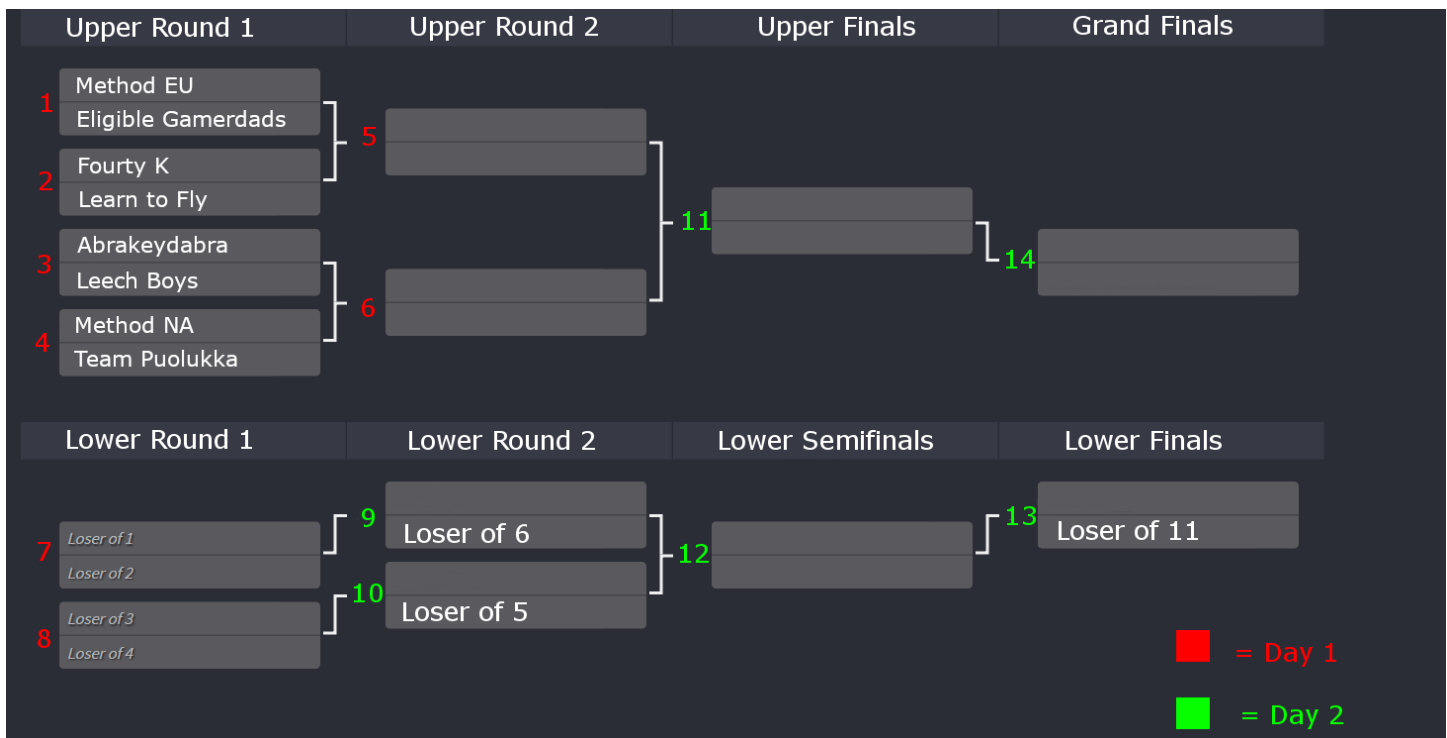 Upper Round 1 Upper Round 2 Upper Finals Grand Finals
1
Method EU
Eligible Gamerdads
2
Fourty K
Learn to Fly
3
Abrakeydabra
Leech Boys
4
Method NA
Team Puolukka
5
6
11
14
Lower Round 1 Lower Round 2 Lower Semifinals Lower Finals
7
Loser of 1
Loser of 2
8
Loser of 3
Loser of 4
9
Loser of 6
10
Loser of 5
12
13
Loser of 11
= Day 1
= Day 2